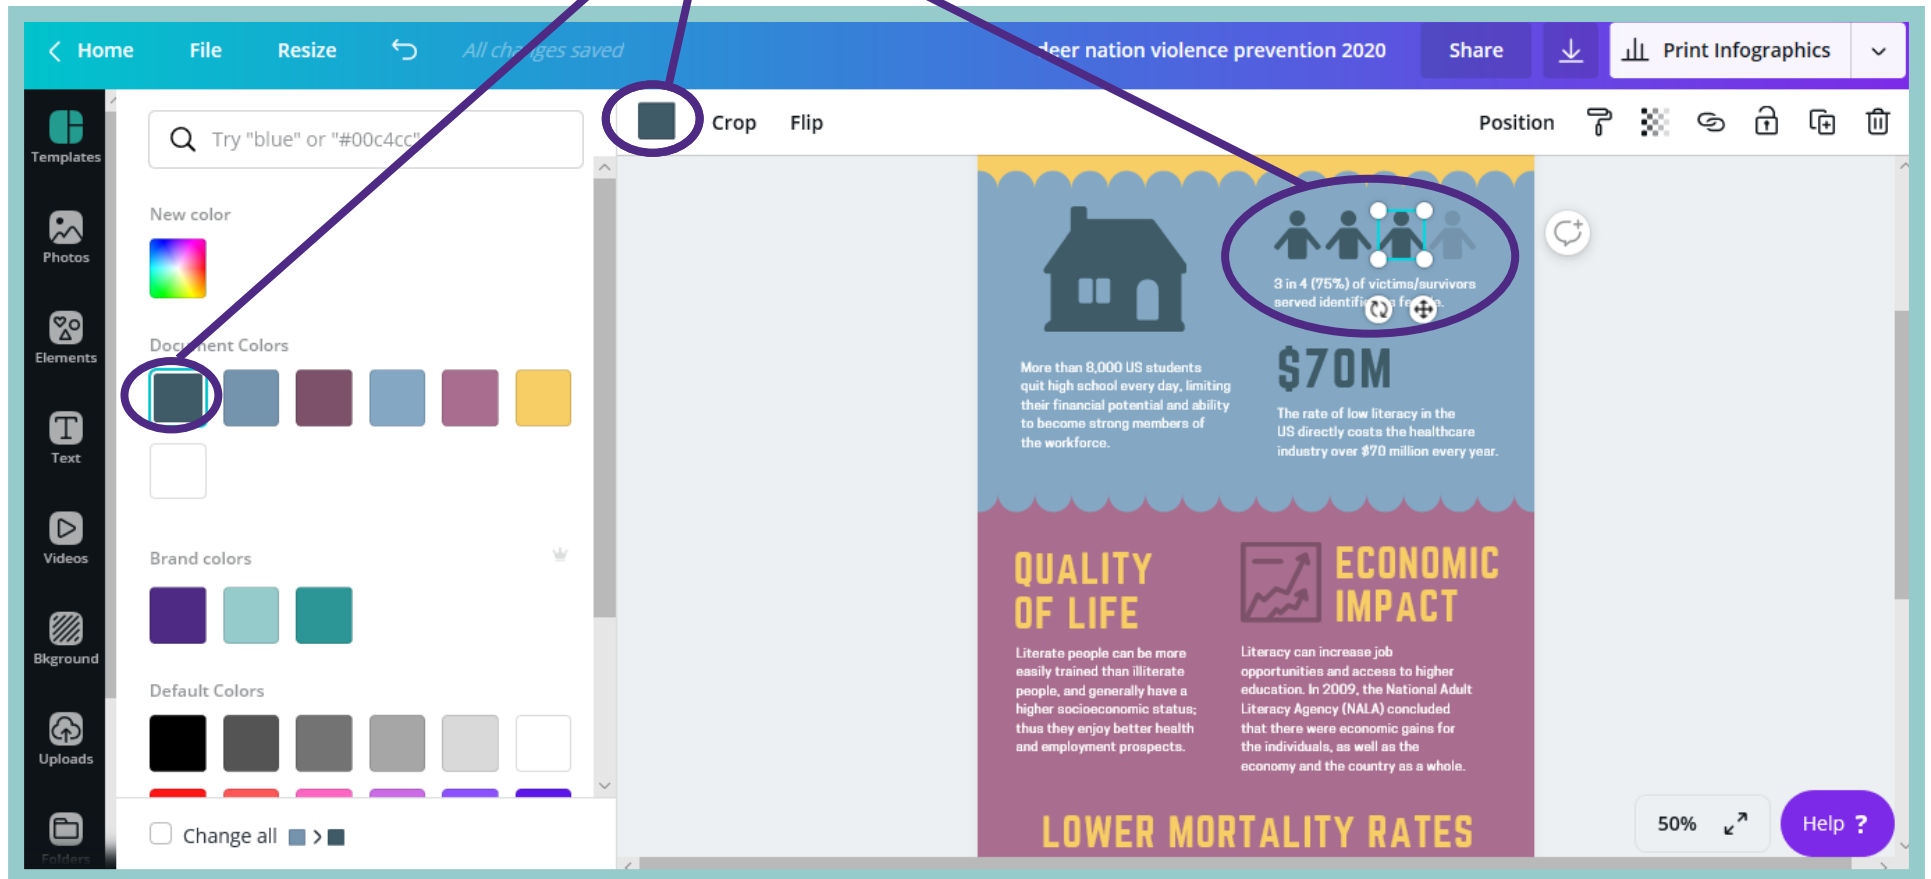 Home File Resize All changes saved deer nation violence prevention 2020 Share Print Infographics
Crop Flip Position
Templates
Photos
Elements
Text
Videos
Bkground
Uploads
Folders
Try "blue" or "#00c4cc"
New color
Document Colors
Brand colors
Default Colors
Change all
3 in 4 (75%) of victims/survivors
served
More than 8,000 US students
quit high school every day, limiting
their financial potential and ability
to become strong members of
the workforce.
$70M
The rate of low literacy in the
US directly costs the healthcare
industry over $70 million every year.
QUALITY
OF LIFE
Literate people can be more
easily trained than illiterate
people, and generally have a
higher socioeconomic status;
thus they enjoy better health
and employment prospects.
ECONOMIC
IMPACT
Literacy can increase job
opportunities and access to higher
education. In 2009, the National Adult
Literacy Agency (NALA) concluded
that there were economic gains for
the individuals, as well as the
economy and the country as a whole.
LOWER MORTALITY RATES
50%
Help ?